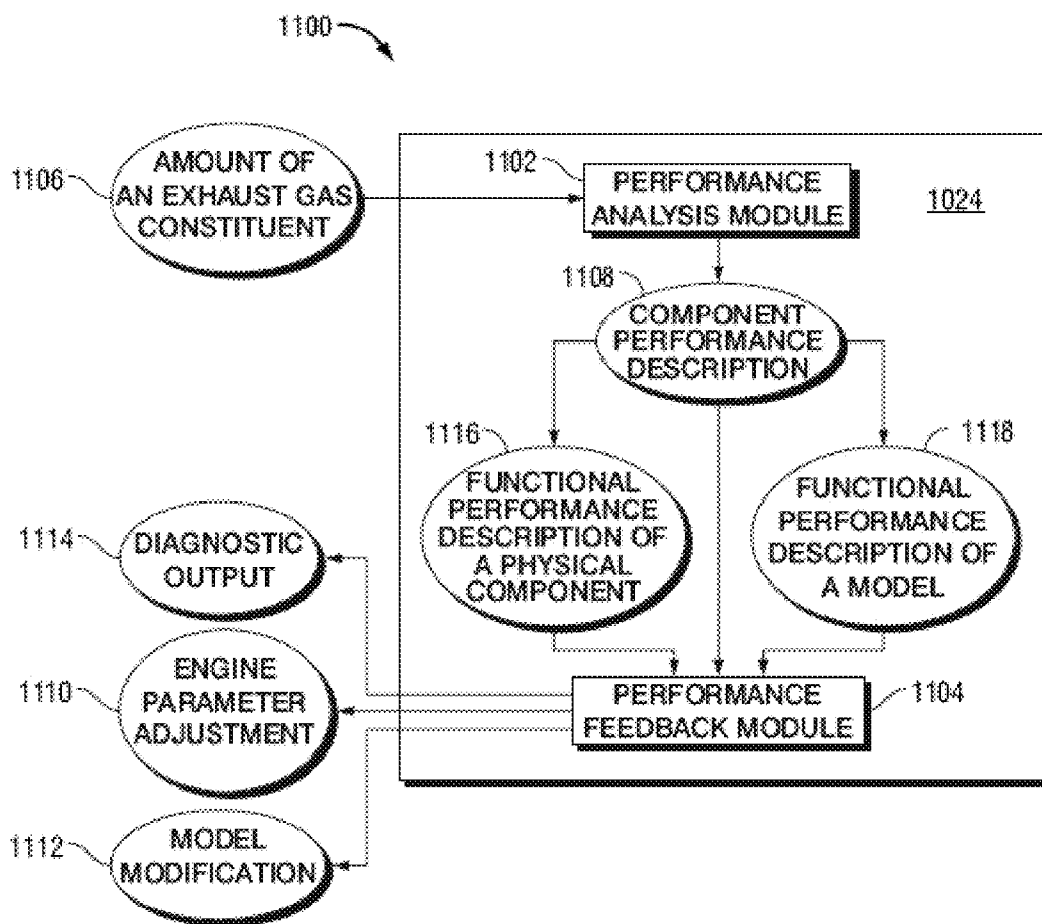 1100
1106
AMOUNT OF
AN EXHAUST GAS
CONSTITUENT
1102
PERFORMANCE
ANALYSIS MODULE
1024
1108
COMPONENT
PERFORMANCE
DESCRIPTION
1116
FUNCTIONAL
PERFORMANCE
DESCRIPTION OF
A PHYSICAL
COMPONENT
1118
FUNCTIONAL
PERFORMANCE
DESCRIPTION OF
A MODEL
1114
DIAGNOSTIC
OUTPUT
1110
ENGINE
PARAMETER
ADJUSTMENT
PERFORMANCE
FEEDBACK MODULE
1104
1112
MODEL
MODIFICATION